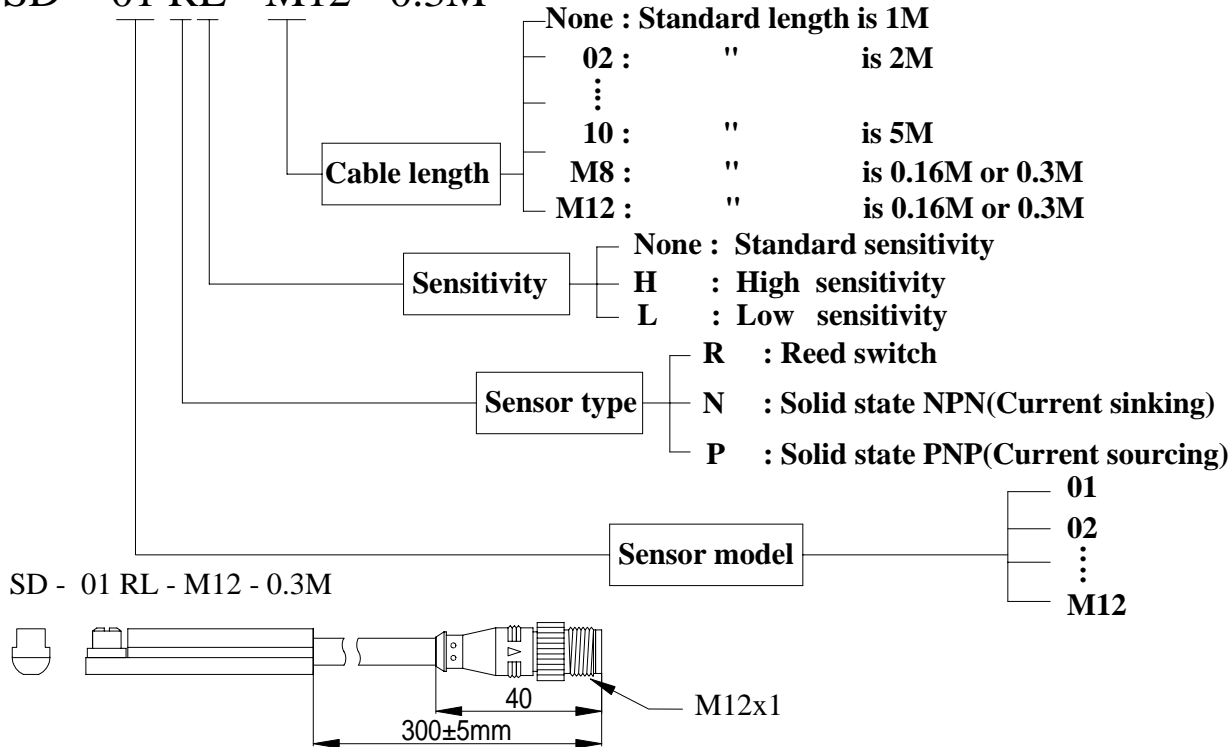 SD - 01 RL - M12 - 0.3M
None : Standard length is 1M
02 : " is 2M
10 : " is 5M
Cable length
M8 : " is 0.16M or 0.3M
M12 : " is 0.16M or 0.3M
None : Standard sensitivity
Sensitivity
H : High sensitivity
L : Low sensitivity
R : Reed switch
Sensor type
N : Solid state NPN(Current sinking)
P : Solid state PNP(Current sourcing)
01
02
Sensor model
M12
SD - 01 RL - M12 - 0.3M
40
M12x1
300±5mm